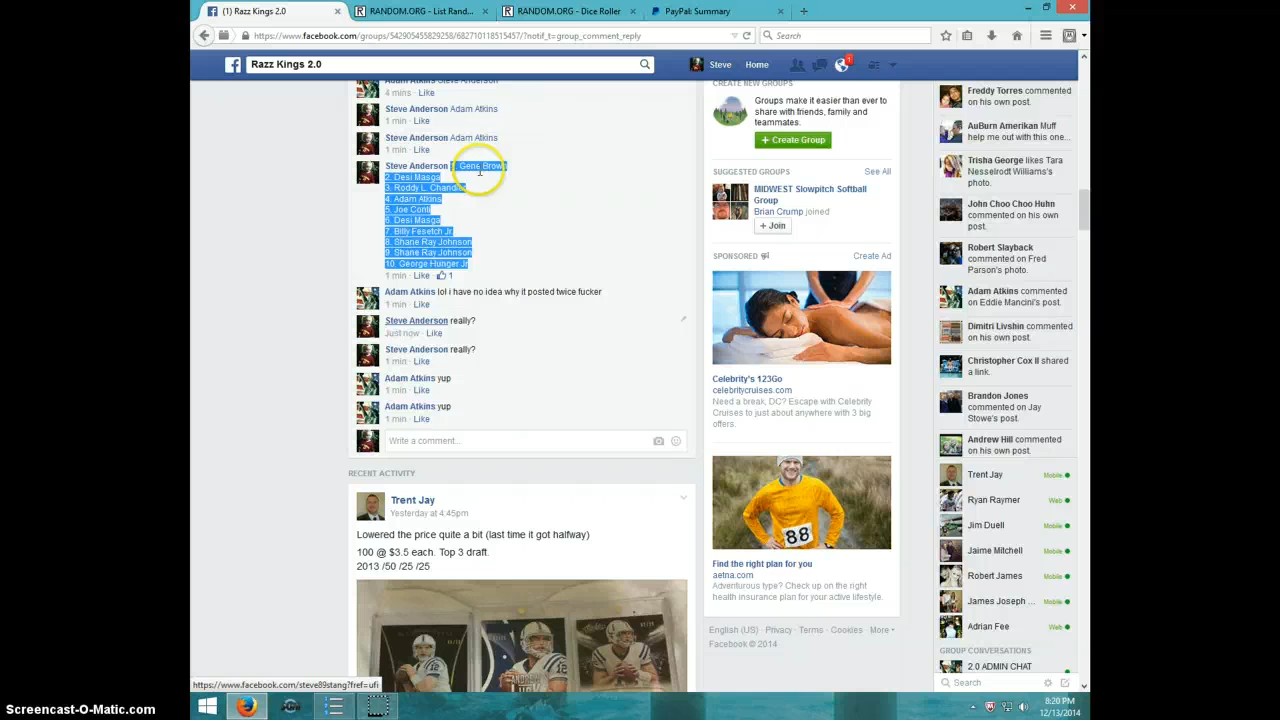 (1) Razz Kings 2.0
RANDOM.ORG - List Rand...
RANDOM.ORG - Dice Roller
PayPal: Summary
https://www.facebook.com/groups/542905455829258/682710118515457/?notif_t=group_comment_reply
Search
Razz Kings 2.0
Steve
Home
1
Adam Atkins Steve Anderson
4 mins · Like
Steve Anderson Adam Atkins
1 min · Like
Steve Anderson Adam Atkins
1 min · Like
Steve Anderson Gene Brown
2. Desi Masga
3. Roddy L. Chandler
4. Adam Atkins
5. Joe Conti
6. Desi Masga
7. Billy Fesetch Jr.
8. Shane Ray Johnson
9. Shane Ray Johnson
10. George Hunger Jr
1 min · Like · 1
Adam Atkins lol i have no idea why it posted twice fucker
1 min · Like
Steve Anderson really?
Just now · Like
Steve Anderson really?
1 min · Like
Adam Atkins yup
1 min · Like
Adam Atkins yup
1 min · Like
Write a comment...
RECENT ACTIVITY
Trent Jay
Yesterday at 4:45pm
Lowered the price quite a bit (last time it got halfway)
100 @ $3.5 each. Top 3 draft.
2013 /50 /25 /25
CREATE NEW GROUPS
Groups make it easier than ever to
share with friends, family and
teammates.
+ Create Group
SUGGESTED GROUPS
See All
MIDWEST Slowpitch Softball
Group
Brian Crump joined
+ Join
SPONSORED
Create Ad
Celebrity's 123Go
celebritycruises.com
Need a break, DC? Escape with Celebrity
Cruises to just about anywhere with 3 big
offers.
88
Find the right plan for you
aetna.com
Adventurous type? Check up on the right
health insurance plan for your active lifestyle.
English (US) · Privacy · Terms · Cookies · More
Facebook © 2014
Freddy Torres commented
on his own post.
AuBurn Amerikan Muff
help me out with this one...
Trisha George likes Tara
Nesselrodt Williams's
photo.
John Choo Choo Huhn
commented on his own
post.
Robert Slayback
commented on Fred
Parson's photo.
Adam Atkins commented
on Eddie Mancini's post.
Dimitri Livshin commented
on his own post.
Christopher Cox II shared
a link.
Brandon Jones
commented on Jay
Stowe's post.
Andrew Hill commented
on his own post.
Trent Jay Mobile
Ryan Raymer Web
Jim Duell Mobile
Jaime Mitchell Mobile
Robert James Mobile
James Joseph ... Mobile
Adrian Fee Web
GROUP CONVERSATIONS
2.0 ADMIN CHAT
Mobile
Search
https://www.facebook.com/steve89stang?fref=ufi
8:20 PM
12/13/2014
Screencast-O-Matic.com